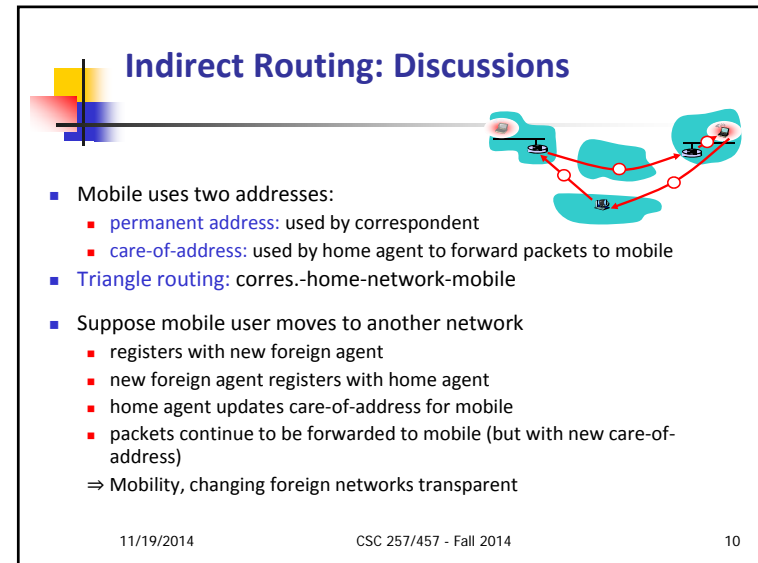 Indirect Routing: Discussions
Mobile uses two addresses:
permanent address: used by correspondent
care-of-address: used by home agent to forward packets to mobile
Triangle routing: corres.-home-network-mobile
Suppose mobile user moves to another network
registers with new foreign agent
new foreign agent registers with home agent
home agent updates care-of-address for mobile
packets continue to be forwarded to mobile (but with new care-of-
address)
⇒ Mobility, changing foreign networks transparent
11/19/2014 CSC 257/457 - Fall 2014 10